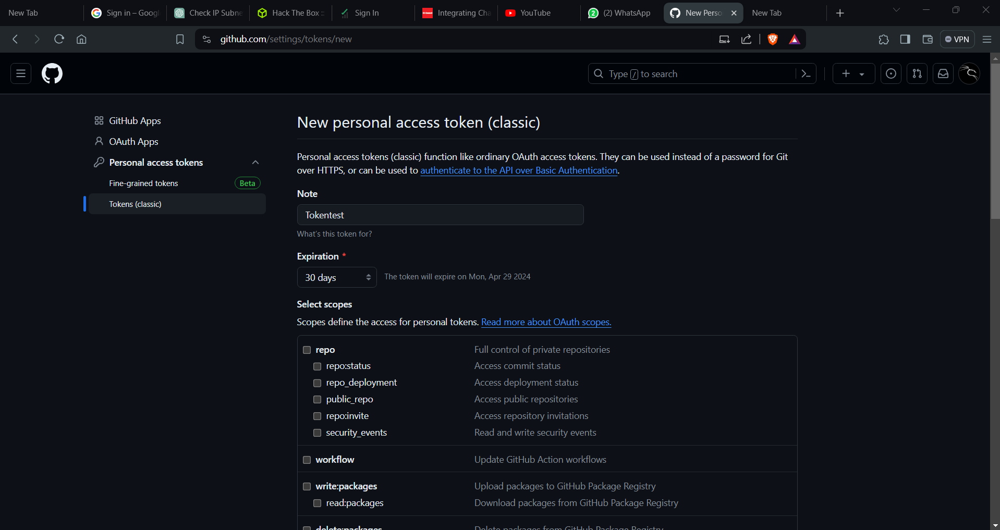 New Tab
Sign in – Goog
Check IP Subne
Hack The Box ::
Sign In
Integrating Cha
YouTube
2
(2) WhatsApp
New Perso
New Tab
github.com/settings/tokens/new
VPN
Type / to search
GitHub Apps
OAuth Apps
Personal access tokens
Fine-grained tokens
Beta
Tokens (classic)
New personal access token (classic)
Personal access tokens (classic) function like ordinary OAuth access tokens. They can be used instead of a password for Git
over HTTPS, or can be used to authenticate to the API over Basic Authentication.
Note
Tokentest
What's this token for?
Expiration *
30 days
The token will expire on Mon, Apr 29 2024
Select scopes
Scopes define the access for personal tokens. Read more about OAuth scopes.
repo Full control of private repositories
repo:status Access commit status
repo_deployment Access deployment status
public_repo Access public repositories
repo:invite Access repository invitations
security_events Read and write security events
workflow Update GitHub Action workflows
write:packages Upload packages to GitHub Package Registry
read:packages Download packages from GitHub Package Registry
delete:packages Delete packages from GitHub Package Registry